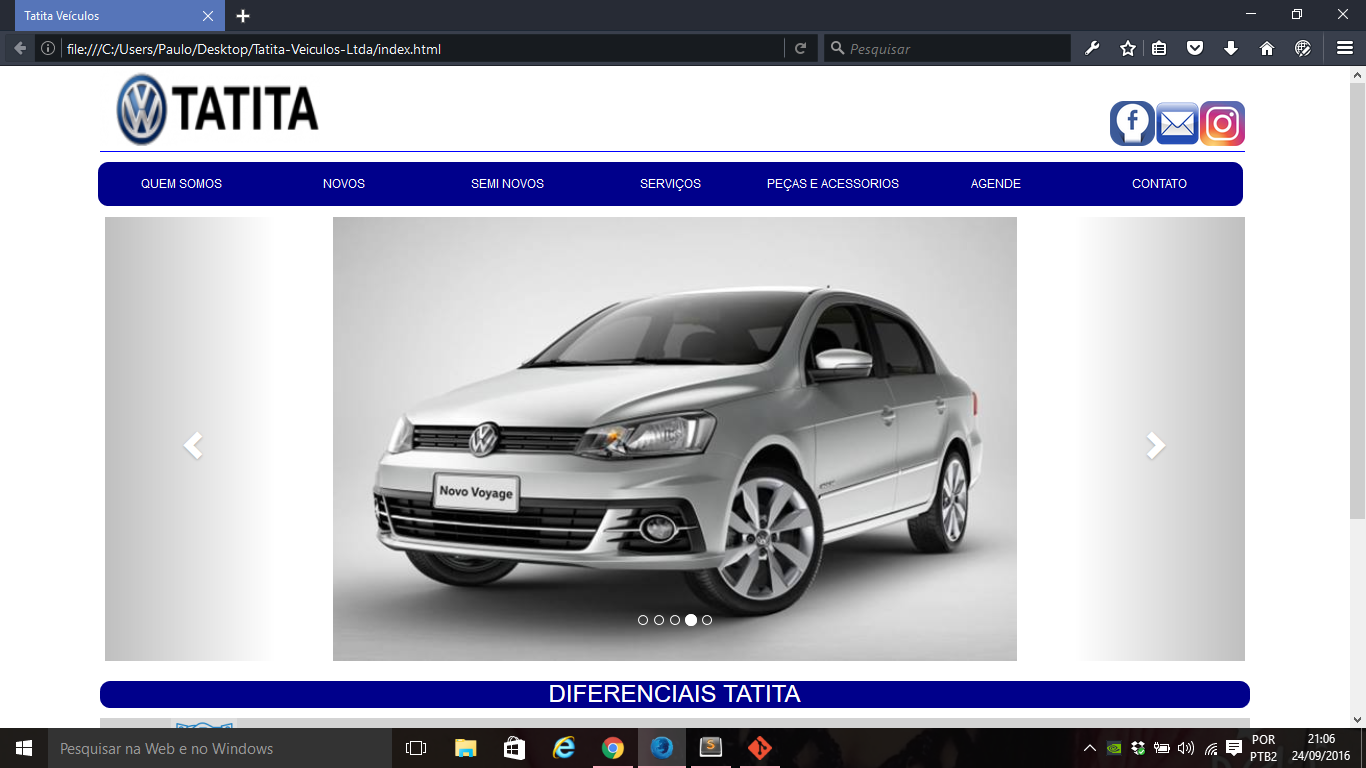 Tatita Veículos
file:///C:/Users/Paulo/Desktop/Tatita-Veiculos-Ltda/index.html
Pesquisar
TATITA
QUEM SOMOS
NOVOS
SEMI NOVOS
SERVIÇOS
PEÇAS E ACESSORIOS
AGENDE
CONTATO
Novo Voyage
DIFERENCIAIS TATITA
Pesquisar na Web e no Windows
POR
PTB2
21:06
24/09/2016